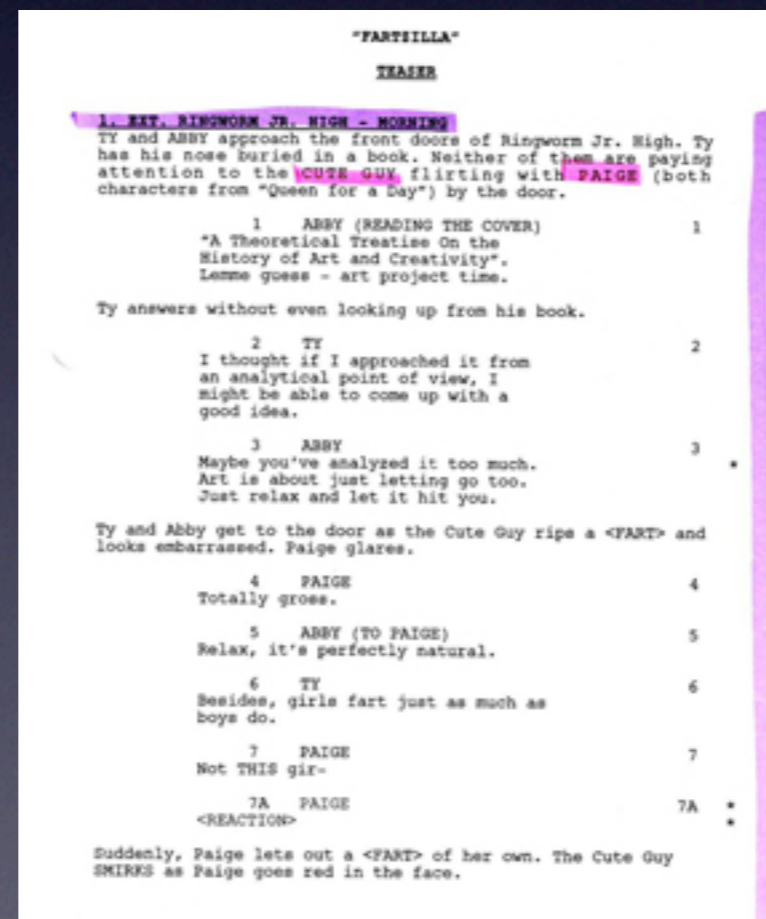 "FARTSILLA"
TEASER
1. EXT. RINGWORM JR. HIGH - MORNING
TY and ABBY approach the front doors of Ringworm Jr. High. Ty
has his nose buried in a book. Neither of them are paying
attention to the CUTE GUY flirting with PAIGE (both
characters from "Queen for a Day") by the door.
1 ABBY (READING THE COVER) 1
"A Theoretical Treatise On the
History of Art and Creativity".
Lemme guess - art project time.
Ty answers without even looking up from his book.
2 TY 2
I thought if I approached it from
an analytical point of view, I
might be able to come up with a
good idea.
3 ABBY 3
Maybe you've analyzed it too much. *
Art is about just letting go too.
Just relax and let it hit you.
Ty and Abby get to the door as the Cute Guy rips a <FART> and
looks embarrassed. Paige glares.
4 PAIGE 4
Totally gross.
5 ABBY (TO PAIGE) 5
Relax, it's perfectly natural.
6 TY 6
Besides, girls fart just as much as
boys do.
7 PAIGE 7
Not THIS gir-
7A PAIGE 7A *
<REACTION> *
Suddenly, Paige lets out a <FART> of her own. The Cute Guy
SMIRKS as Paige goes red in the face.